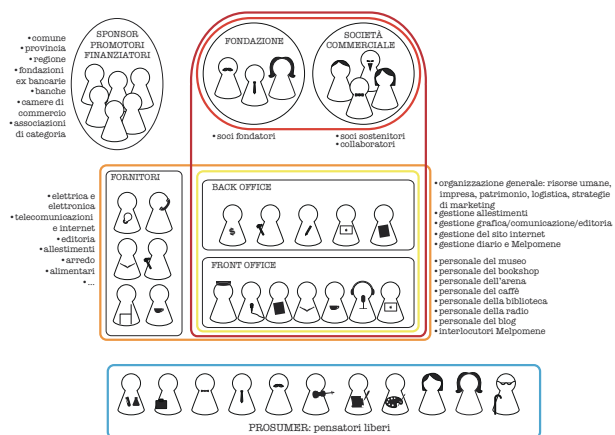 SPONSOR
PROMOTORI
FINANZIATORI
•comune
•provincia
•regione
•fondazioni
ex bancarie
•banche
•camere di
commercio
•associazioni
di categoria
FONDAZIONE
SOCIETÀ
COMMERCIALE
•soci fondatori
•soci sostenitori
•collaboratori
FORNITORI
•elettrica e
elettronica
•telecomunicazioni
e internet
•editoria
•allestimenti
•arredo
•alimentari
•...
BACK OFFICE
$
•organizzazione generale: risorse umane,
impresa, patrimonio, logistica, strategie
di marketing
•gestione allestimenti
•gestione grafica/comunicazione/editoria
•gestione del sito internet
•gestione diario e Melpomene
FRONT OFFICE
•personale del museo
•personale del bookshop
•personale dell'arena
•personale del caffè
•personale della biblioteca
•personale della radio
•personale del blog
•interlocutori Melpomene
PROSUMER: pensatori liberi